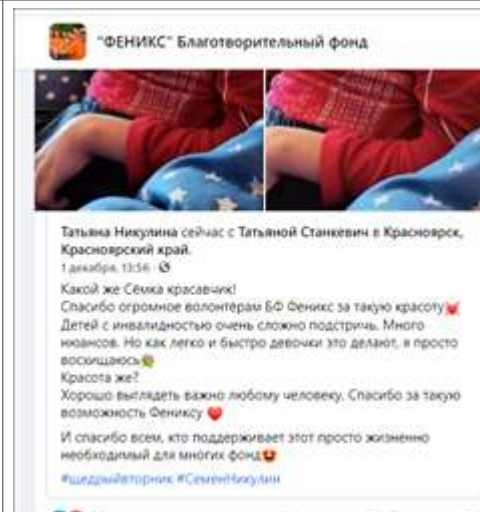 "ФЕНИКС" Благотворительный фонд
Татьяна Никулина сейчас с Татьяной Станкевич в Красноярск,
Красноярский край.
1 декабря, 13:56
Какой же Сёмка красавчик!
Спасибо огромное волонтерам БФ Феникс за такую красоту💓
Детей с инвалидностью очень сложно подстричь. Много
нюансов. Но как легко и быстро девочки это делают, я просто
восхищаюсь💐
Красота же?
Хорошо выглядеть важно любому человеку. Спасибо за такую
возможность Фениксу ❤️
И спасибо всем, кто поддерживает этот просто жизненно
необходимый для многих фонд😍
#щедрыйвторник #СеменНикулин